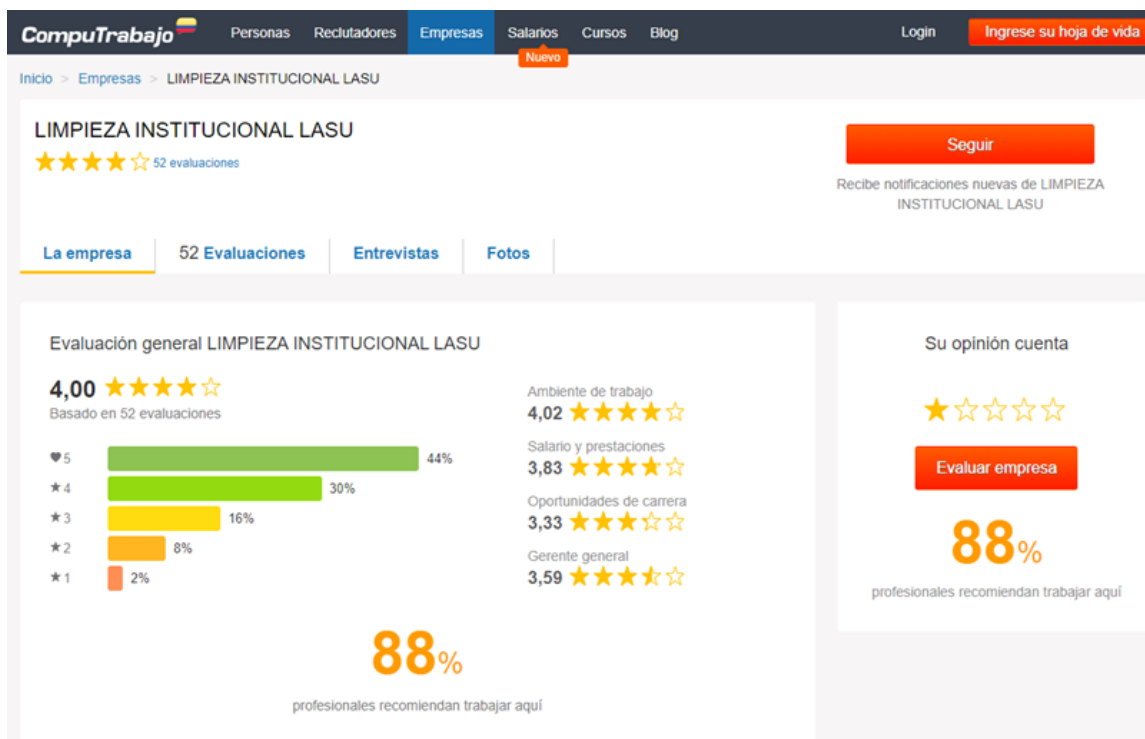 CompuTrabajo Personas Reclutadores Empresas Salarios Cursos Blog Login Ingrese su hoja de vida
Nuevo
Inicio > Empresas > LIMPIEZA INSTITUCIONAL LASU
LIMPIEZA INSTITUCIONAL LASU
52 evaluaciones
Seguir
Recibe notificaciones nuevas de LIMPIEZA
INSTITUCIONAL LASU
La empresa 52 Evaluaciones Entrevistas Fotos
Evaluación general LIMPIEZA INSTITUCIONAL LASU
4,00
Basado en 52 evaluaciones
5 44%
4 30%
3 16%
2 8%
1 2%
Ambiente de trabajo
4,02
Salario y prestaciones
3,83
Oportunidades de carrera
3,33
Gerente general
3,59
88%
profesionales recomiendan trabajar aquí
Su opinión cuenta
Evaluar empresa
88%
profesionales recomiendan trabajar aquí